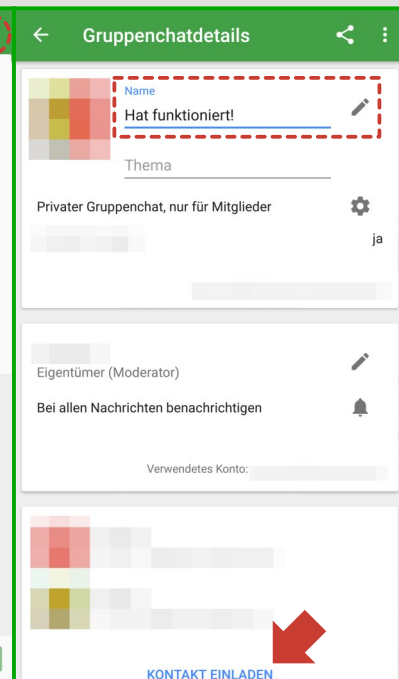 Gruppenchatdetails
Name
Hat funktioniert!
Thema
Privater Gruppenchat, nur für Mitglieder
ja
Eigentümer (Moderator)
Bei allen Nachrichten benachrichtigen
Verwendetes Konto:
KONTAKT EINLADEN